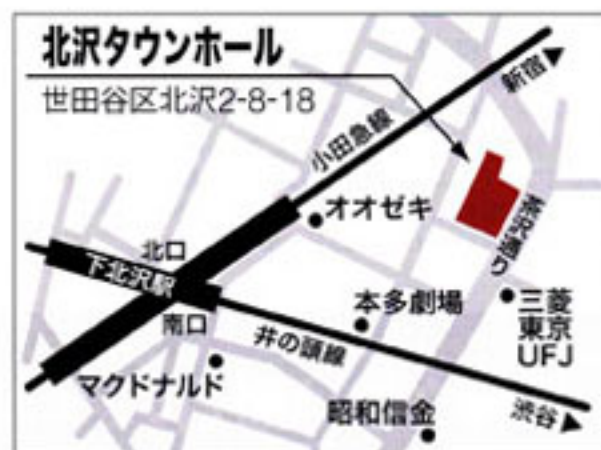 北沢タウンホール
世田谷区北沢2-8-18
新宿▶
小田急線
オオゼキ
茶沢通り
北口
下北沢駅
南口
本多劇場
三菱
東京
UFJ
井の頭線
マクドナルド
昭和信金
渋谷▶